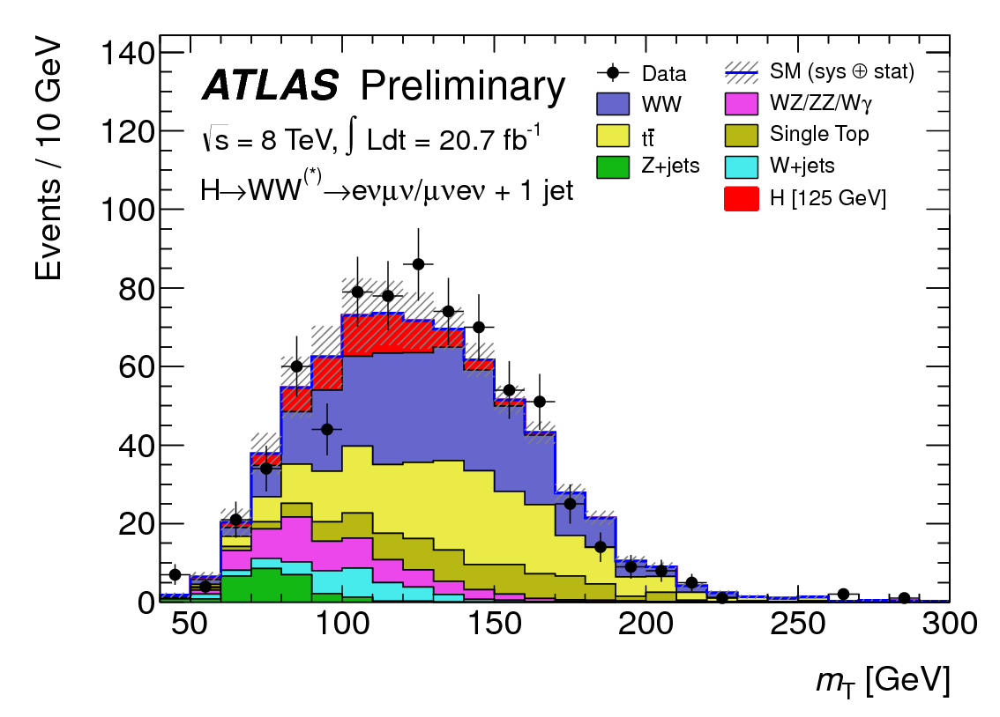 Events / 10 GeV
140
120
100
80
60
40
20
0
ATLAS Preliminary
√s = 8 TeV, ∫ Ldt = 20.7 fb⁻¹
H→WW⁽*⁾→eνμν/μνeν + 1 jet
Data
SM (sys ⊕ stat)
WW
WZ/ZZ/Wγ
tt̄
Single Top
Z+jets
W+jets
H [125 GeV]
50 100 150 200 250 300
m_T [GeV]